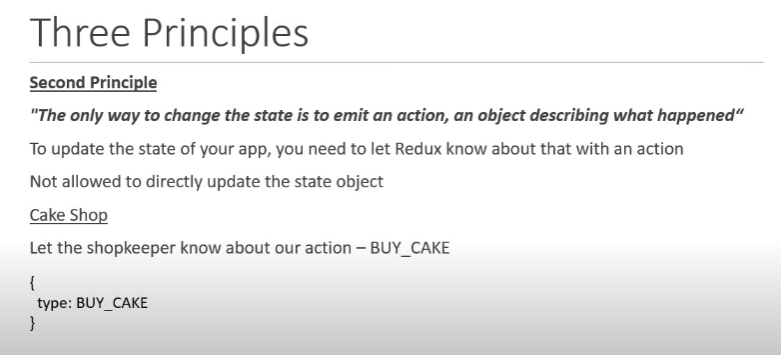 Three Principles
Second Principle
"The only way to change the state is to emit an action, an object describing what happened“
To update the state of your app, you need to let Redux know about that with an action
Not allowed to directly update the state object
Cake Shop
Let the shopkeeper know about our action – BUY_CAKE
{
type: BUY_CAKE
}